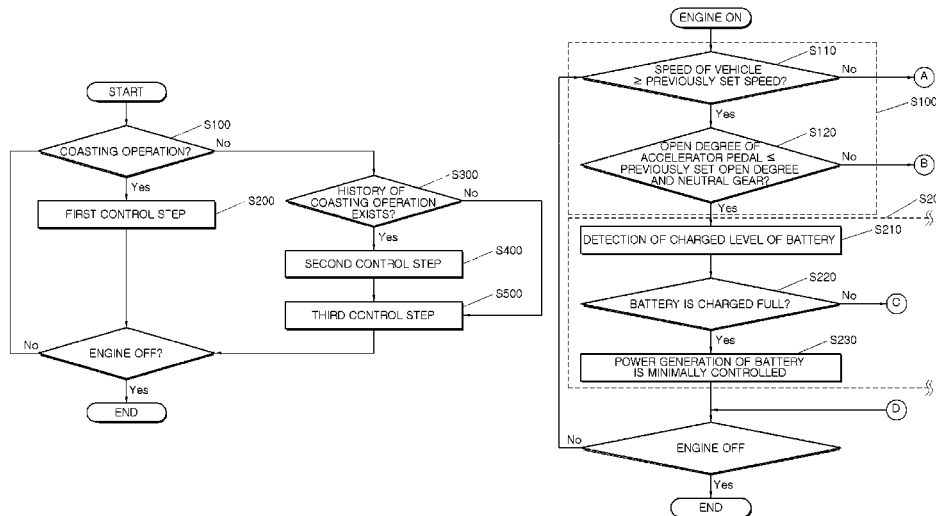 START
S100
COASTING OPERATION?
No
Yes
S200
FIRST CONTROL STEP
S300
HISTORY OF
COASTING OPERATION
EXISTS?
No
Yes
S400
SECOND CONTROL STEP
S500
THIRD CONTROL STEP
No
ENGINE OFF?
Yes
END
ENGINE ON
S110
SPEED OF VEHICLE
≥ PREVIOUSLY SET SPEED?
No
A
S100
Yes
S120
OPEN DEGREE OF
ACCELERATOR PEDAL ≤
PREVIOUSLY SET OPEN DEGREE
AND NEUTRAL GEAR?
No
B
Yes
S210
DETECTION OF CHARGED LEVEL OF BATTERY
S220
BATTERY IS CHARGED FULL?
No
C
Yes
S230
POWER GENERATION OF BATTERY
IS MINIMALLY CONTROLLED
D
No
ENGINE OFF
Yes
END